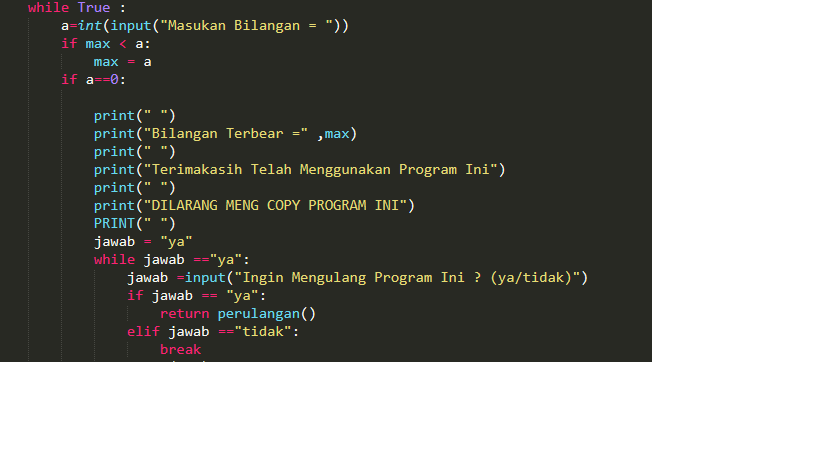 while True :
a=int(input("Masukan Bilangan = "))
if max < a:
max = a
if a==0:
print(" ")
print("Bilangan Terbear =" ,max)
print(" ")
print("Terimakasih Telah Menggunakan Program Ini")
print(" ")
print("DILARANG MENG COPY PROGRAM INI")
PRINT(" ")
jawab = "ya"
while jawab =="ya":
jawab =input("Ingin Mengulang Program Ini ? (ya/tidak)")
if jawab == "ya":
return perulangan()
elif jawab =="tidak":
break